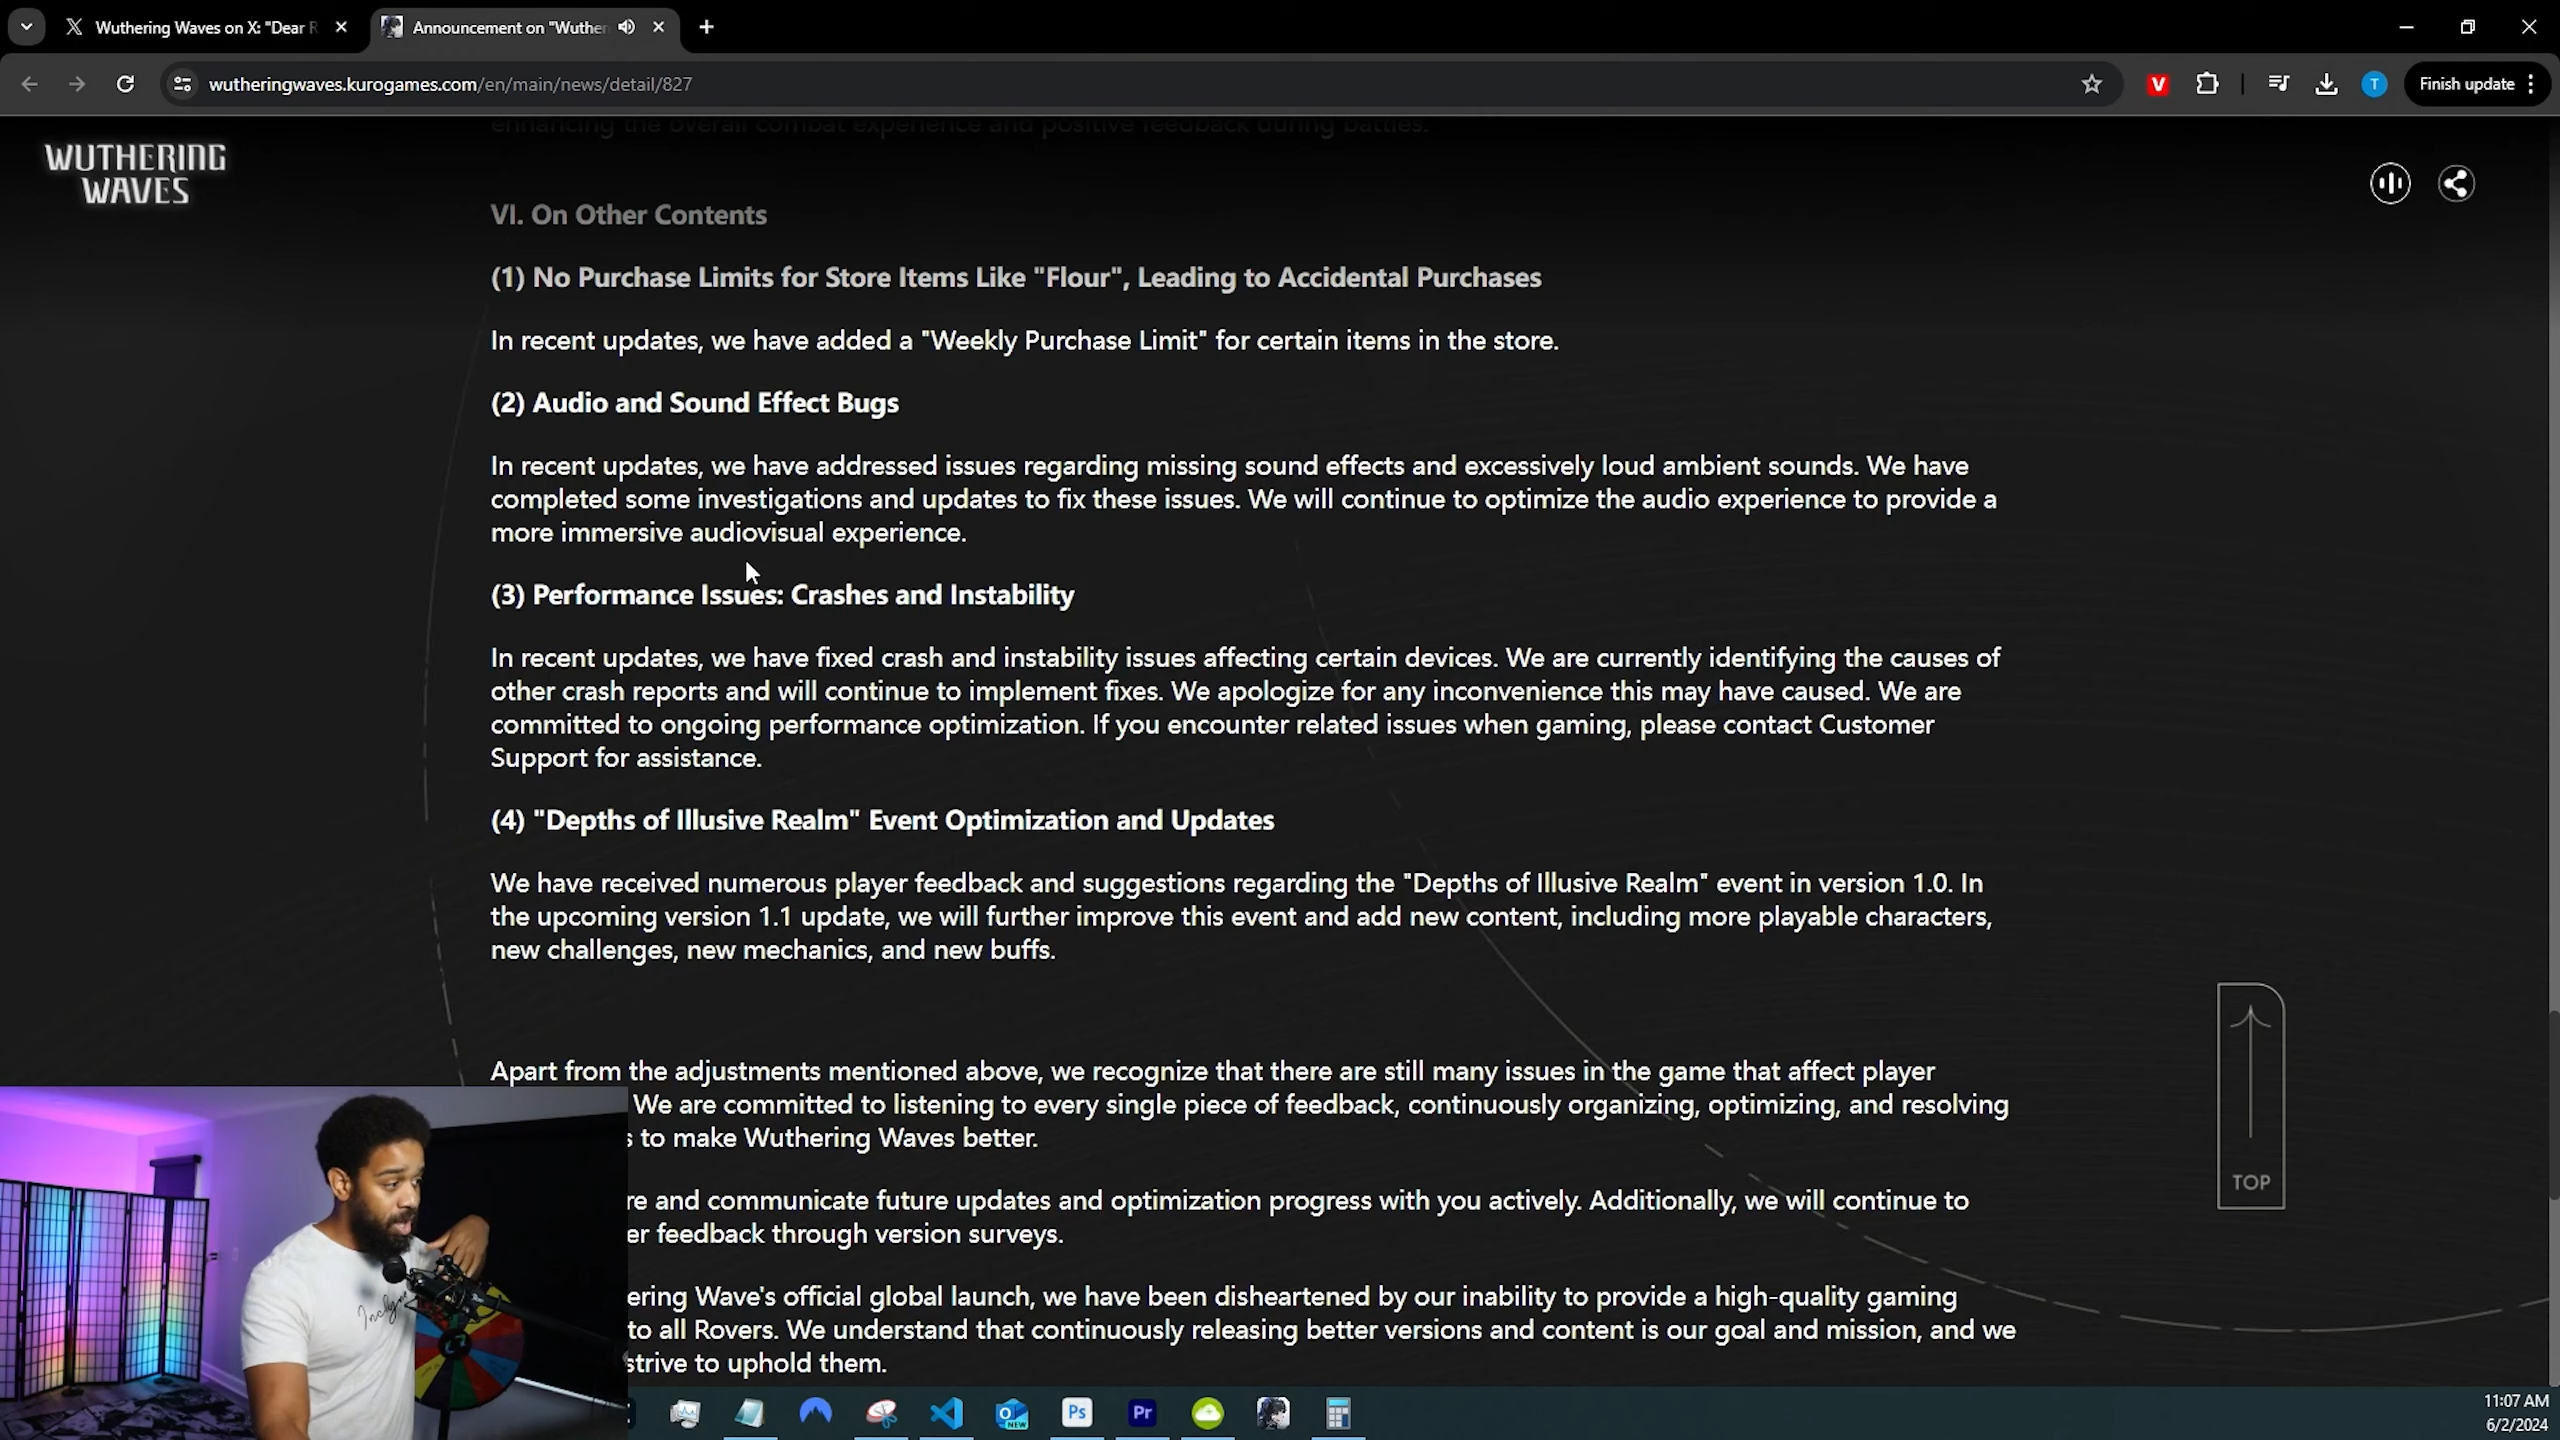 Wuthering Waves on X: "Dear R
Announcement on "Wuther
wutheringwaves.kurogames.com/en/main/news/detail/827
V
T
Finish update
enhancing the overall combat experience and positive feedback during battles.
WUTHERING
WAVES
VI. On Other Contents
(1) No Purchase Limits for Store Items Like "Flour", Leading to Accidental Purchases
In recent updates, we have added a "Weekly Purchase Limit" for certain items in the store.
(2) Audio and Sound Effect Bugs
In recent updates, we have addressed issues regarding missing sound effects and excessively loud ambient sounds. We have
completed some investigations and updates to fix these issues. We will continue to optimize the audio experience to provide a
more immersive audiovisual experience.
(3) Performance Issues: Crashes and Instability
In recent updates, we have fixed crash and instability issues affecting certain devices. We are currently identifying the causes of
other crash reports and will continue to implement fixes. We apologize for any inconvenience this may have caused. We are
committed to ongoing performance optimization. If you encounter related issues when gaming, please contact Customer
Support for assistance.
(4) "Depths of Illusive Realm" Event Optimization and Updates
We have received numerous player feedback and suggestions regarding the "Depths of Illusive Realm" event in version 1.0. In
the upcoming version 1.1 update, we will further improve this event and add new content, including more playable characters,
new challenges, new mechanics, and new buffs.
Apart from the adjustments mentioned above, we recognize that there are still many issues in the game that affect player
We are committed to listening to every single piece of feedback, continuously organizing, optimizing, and resolving
s to make Wuthering Waves better.
re and communicate future updates and optimization progress with you actively. Additionally, we will continue to
er feedback through version surveys.
ering Wave's official global launch, we have been disheartened by our inability to provide a high-quality gaming
to all Rovers. We understand that continuously releasing better versions and content is our goal and mission, and we
strive to uphold them.
TOP
NEW
Ps
Pr
11:07 AM
6/2/2024